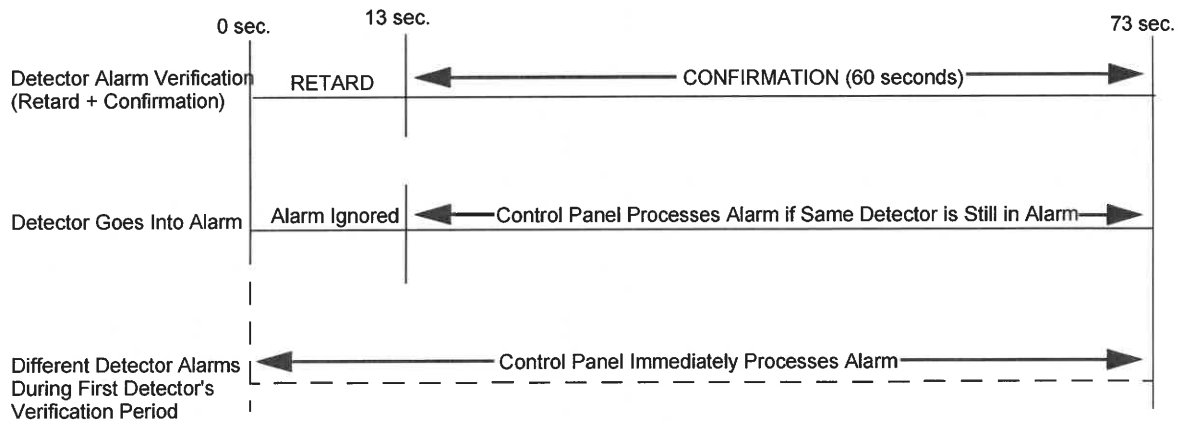 0 sec.
13 sec.
73 sec.
Detector Alarm Verification
(Retard + Confirmation)
RETARD
CONFIRMATION (60 seconds)
Detector Goes Into Alarm
Alarm Ignored
Control Panel Processes Alarm if Same Detector is Still in Alarm
Different Detector Alarms
During First Detector's
Verification Period
Control Panel Immediately Processes Alarm